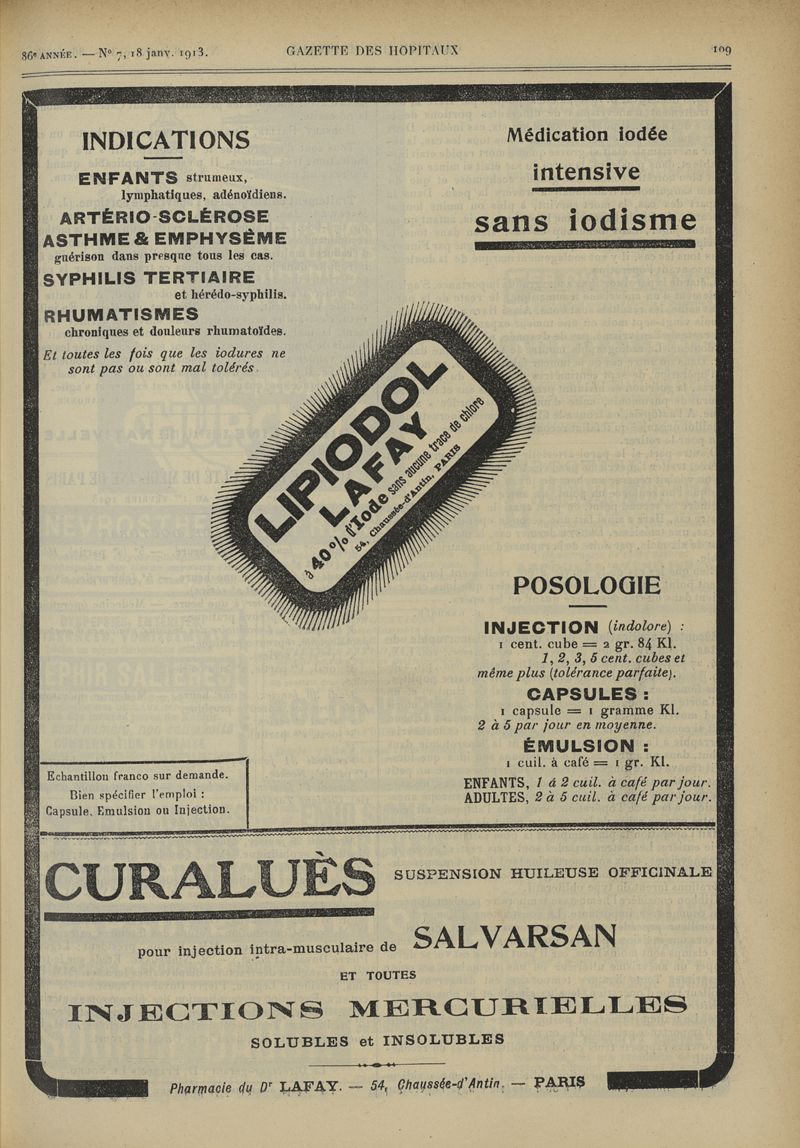 86e ANNÉE. — No 7, 18 janv. 1913.
GAZETTE DES HOPITAUX
109
INDICATIONS
ENFANTS strumeux,
lymphatiques, adénoïdiens.
ARTÉRIO-SCLÉROSE
ASTHME & EMPHYSÈME
guérison dans presque tous les cas.
SYPHILIS TERTIAIRE
et hérédo-syphilis.
RHUMATISMES
chroniques et douleurs rhumatoïdes.
Et toutes les fois que les iodures ne
sont pas ou sont mal tolérés.
Médication iodée
intensive
sans iodisme
LIPIODOL
LAFAY
à 40% d'Iode sans aucune trace de chlore
54, Chaussée-d'Antin, PARIS
POSOLOGIE
INJECTION (indolore) :
1 cent. cube = 2 gr. 84 KI.
1, 2, 3, 5 cent. cubes et
même plus (tolérance parfaite).
CAPSULES :
1 capsule = 1 gramme KI.
2 à 5 par jour en moyenne.
ÉMULSION :
1 cuil. à café = 1 gr. KI.
ENFANTS, 1 à 2 cuil. à café par jour.
ADULTES, 2 à 5 cuil. à café par jour.
Echantillon franco sur demande.
Bien spécifier l'emploi :
Capsule, Emulsion ou Injection.
CURALUÈS SUSPENSION HUILEUSE OFFICINALE
pour injection intra-musculaire de SALVARSAN
ET TOUTES
INJECTIONS MERCURIELLES
SOLUBLES et INSOLUBLES
Pharmacie du Dr LAFAY. — 54, Chaussée-d'Antin. — PARIS